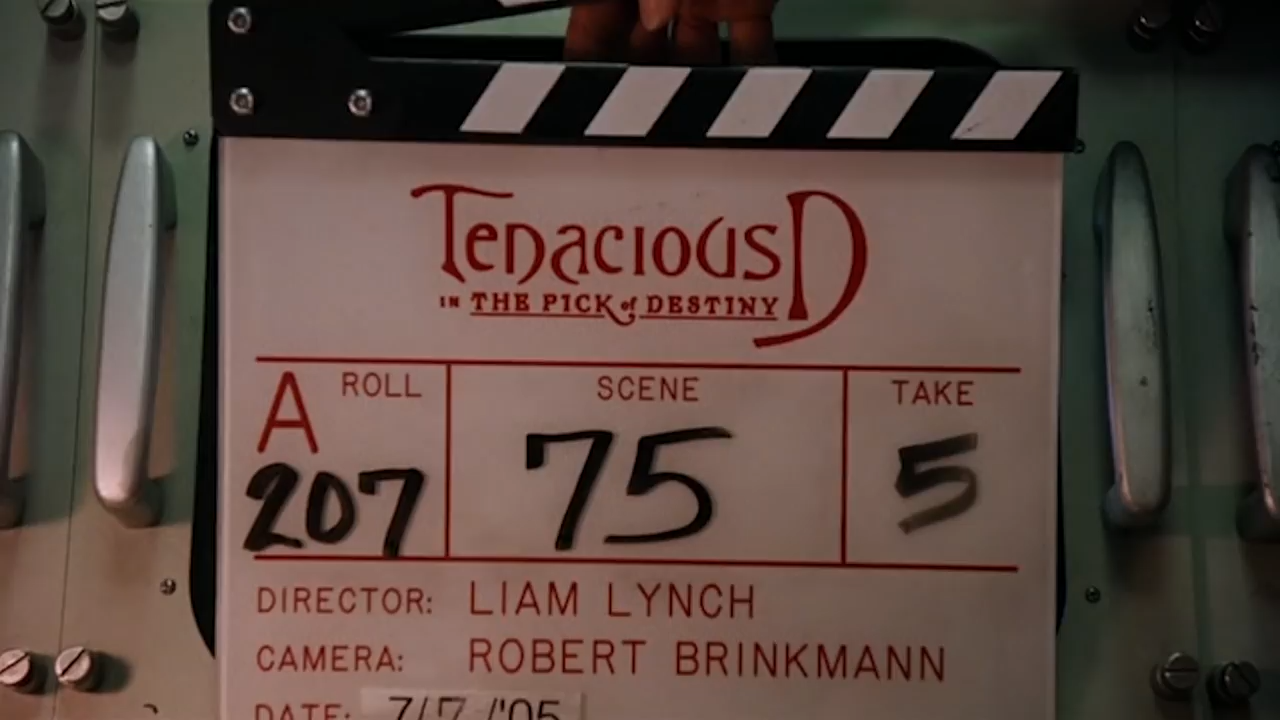 Tenacious D
IN THE PICK of DESTINY
A ROLL SCENE TAKE
207 75 5
DIRECTOR: LIAM LYNCH
CAMERA: ROBERT BRINKMANN
DATE: 7/7/'05